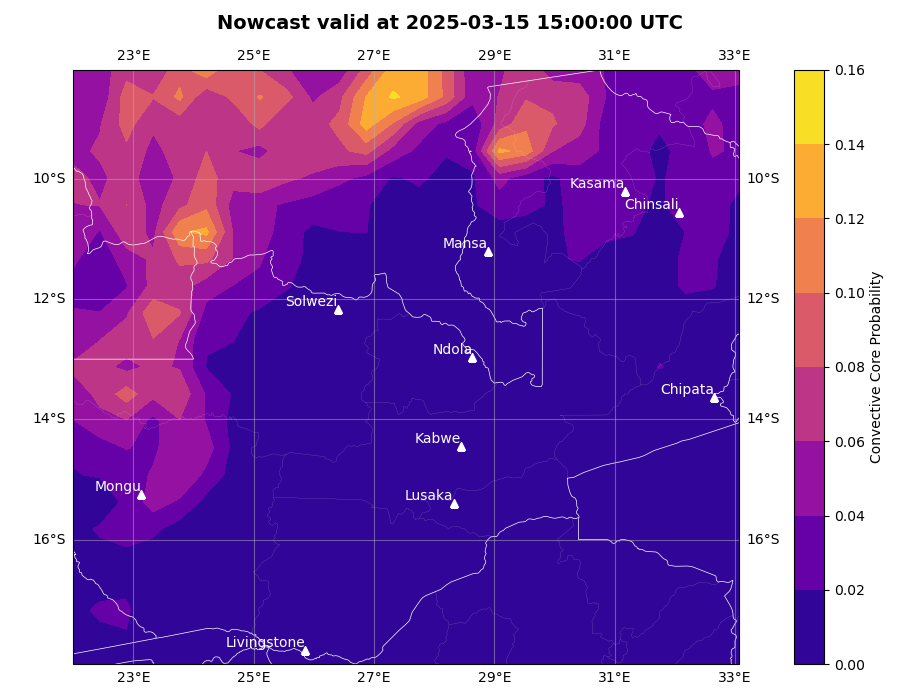 Nowcast valid at 2025-03-15 15:00:00 UTC
23°E 25°E 27°E 29°E 31°E 33°E
0.16
0.14
0.12
0.10
0.08
0.06
0.04
0.02
0.00
Convective Core Probability
10°S 10°S
12°S 12°S
14°S 14°S
16°S 16°S
Kasama
Chinsali
Mansa
Solwezi
Ndola
Chipata
Kabwe
Mongu
Lusaka
Livingstone
23°E 25°E 27°E 29°E 31°E 33°E